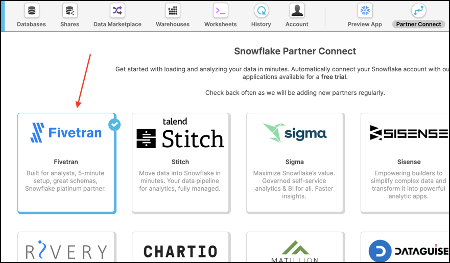 Databases
Shares
Data Marketplace
Warehouses
Worksheets
History
Account
Preview App
Partner Connect
Snowflake Partner Connect
Get started with loading and analyzing your data in minutes. Automatically connect your Snowflake account with ou
applications available for a free trial.
Check back often as we will be adding new partners regularly.
Fivetran
Fivetran
Built for analysts, 5-minute
setup, great schemas,
Snowflake platinum partner.
talend
Stitch
Stitch
Move data into Snowflake in
minutes. Your data pipeline
for analytics, fully managed.
sigma
Sigma
Maximize Snowflake's value.
Governed self-service
analytics & BI for all. Faster
insights.
SISENSE
Sisense
Empowering builders to
simplify complex data and
transform it into powerful
analytic apps.
RIVERY
CHARTIO
MATILLION
DATAGUISE